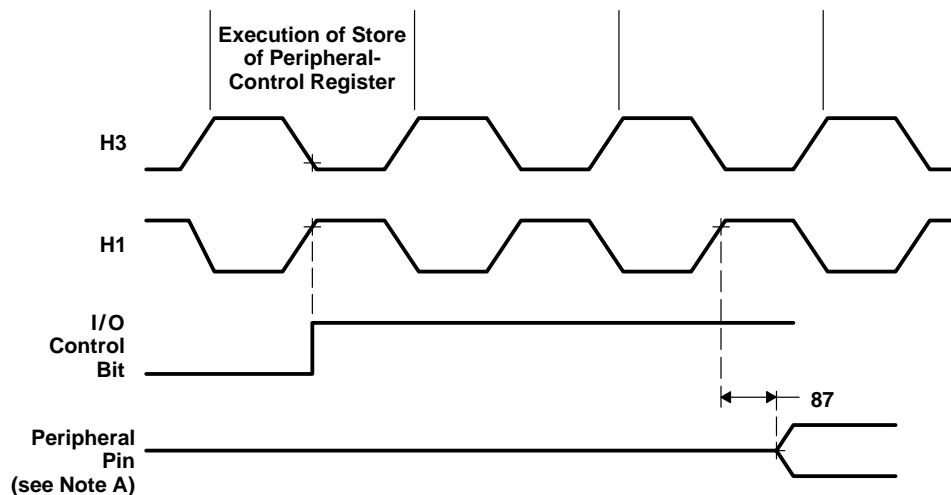 Execution of Store
of Peripheral-
Control Register
H3
H1
I/O
Control
Bit
87
Peripheral
Pin
(see Note A)